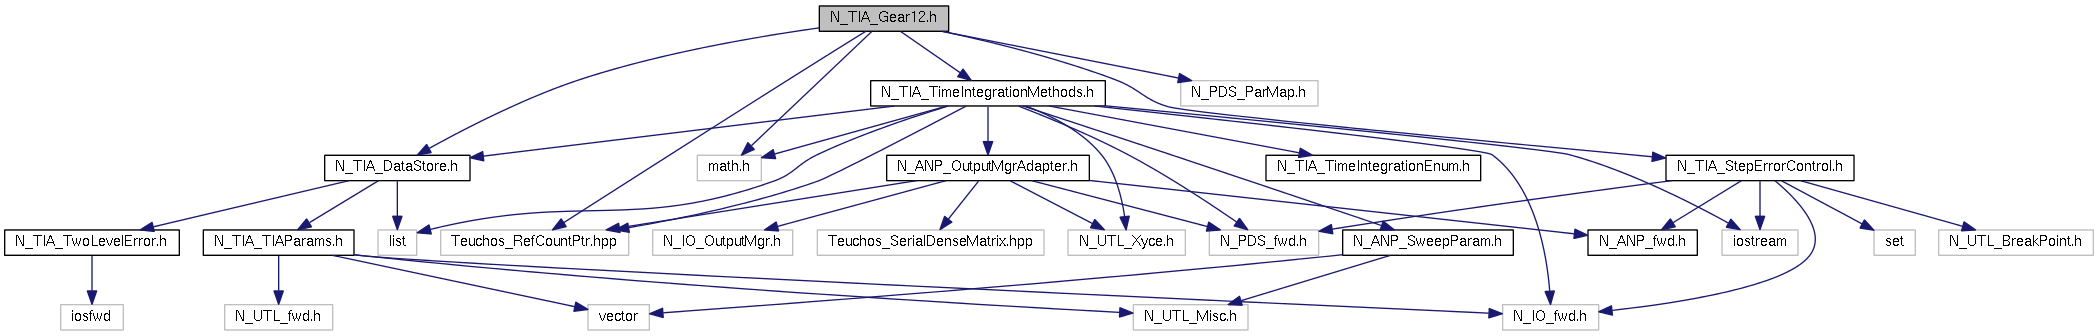 N_TIA_Gear12.h
N_TIA_TimeIntegrationMethods.h
N_PDS_ParMap.h
N_TIA_DataStore.h
math.h
N_ANP_OutputMgrAdapter.h
N_TIA_TimeIntegrationEnum.h
N_TIA_StepErrorControl.h
N_TIA_TwoLevelError.h
N_TIA_TIAParams.h
list
Teuchos_RefCountPtr.hpp
N_IO_OutputMgr.h
Teuchos_SerialDenseMatrix.hpp
N_UTL_Xyce.h
N_PDS_fwd.h
N_ANP_SweepParam.h
N_ANP_fwd.h
iostream
set
N_UTL_BreakPoint.h
iosfwd
N_UTL_fwd.h
vector
N_UTL_Misc.h
N_IO_fwd.h